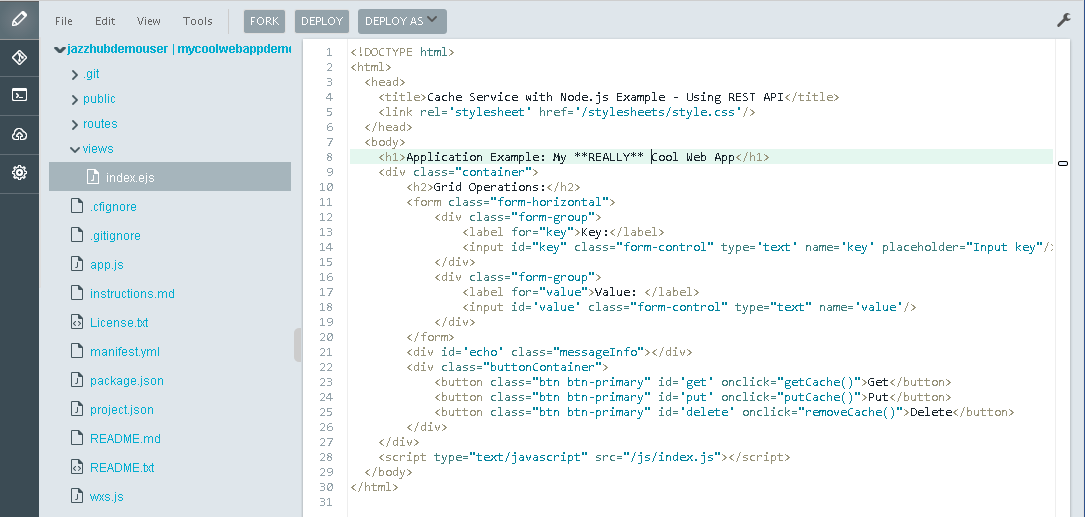 File Edit View Tools FORK DEPLOY DEPLOY AS
jazzhubdemouser | mycoolwebappdemo
.git
public
routes
views
index.ejs
.cfignore
.gitignore
app.js
instructions.md
License.txt
manifest.yml
package.json
project.json
README.md
README.txt
wxs.js
1 <!DOCTYPE html>
2 <html>
3 <head>
4 <title>Cache Service with Node.js Example - Using REST API</title>
5 <link rel='stylesheet' href='/stylesheets/style.css'/>
6 </head>
7 <body>
8 <h1>Application Example: My **REALLY** Cool Web App</h1>
9 <div class="container">
10 <h2>Grid Operations:</h2>
11 <form class="form-horizontal">
12 <div class="form-group">
13 <label for="key">Key:</label>
14 <input id="key" class="form-control" type='text' name='key' placeholder="Input key"/>
15 </div>
16 <div class="form-group">
17 <label for="value">Value: </label>
18 <input id='value' class="form-control" type="text" name='value'/>
19 </div>
20 </form>
21 <div id='echo' class="messageInfo"></div>
22 <div class="buttonContainer">
23 <button class="btn btn-primary" id='get' onclick="getCache()">Get</button>
24 <button class="btn btn-primary" id='put' onclick="putCache()">Put</button>
25 <button class="btn btn-primary" id='delete' onclick="removeCache()">Delete</button>
26 </div>
27 </div>
28 <script type="text/javascript" src="/js/index.js"></script>
29 </body>
30 </html>
31